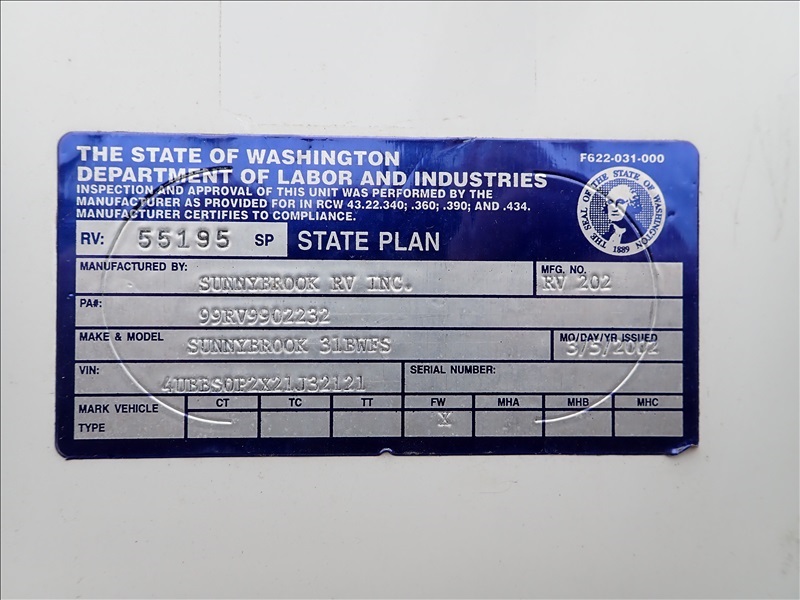 THE STATE OF WASHINGTON
F622-031-000
DEPARTMENT OF LABOR AND INDUSTRIES
INSPECTION AND APPROVAL OF THIS UNIT WAS PERFORMED BY THE
MANUFACTURER AS PROVIDED FOR IN RCW 43.22.340; .360; .390; AND .434.
MANUFACTURER CERTIFIES TO COMPLIANCE.
THE SEAL OF THE STATE OF WASHINGTON
1889
RV: 55195 SP STATE PLAN
MANUFACTURED BY: SUNNYBROOK RV INC.
MFG. NO. RV 202
PA#: 99RV9902232
MAKE & MODEL SUNNYBROOK 31BWFS
MO/DAY/YR ISSUED 3/5/2002
VIN: 4UBBS0P2X21J32121
SERIAL NUMBER:
MARK VEHICLE TYPE
CT TC TT FW MHA MHB MHC
X